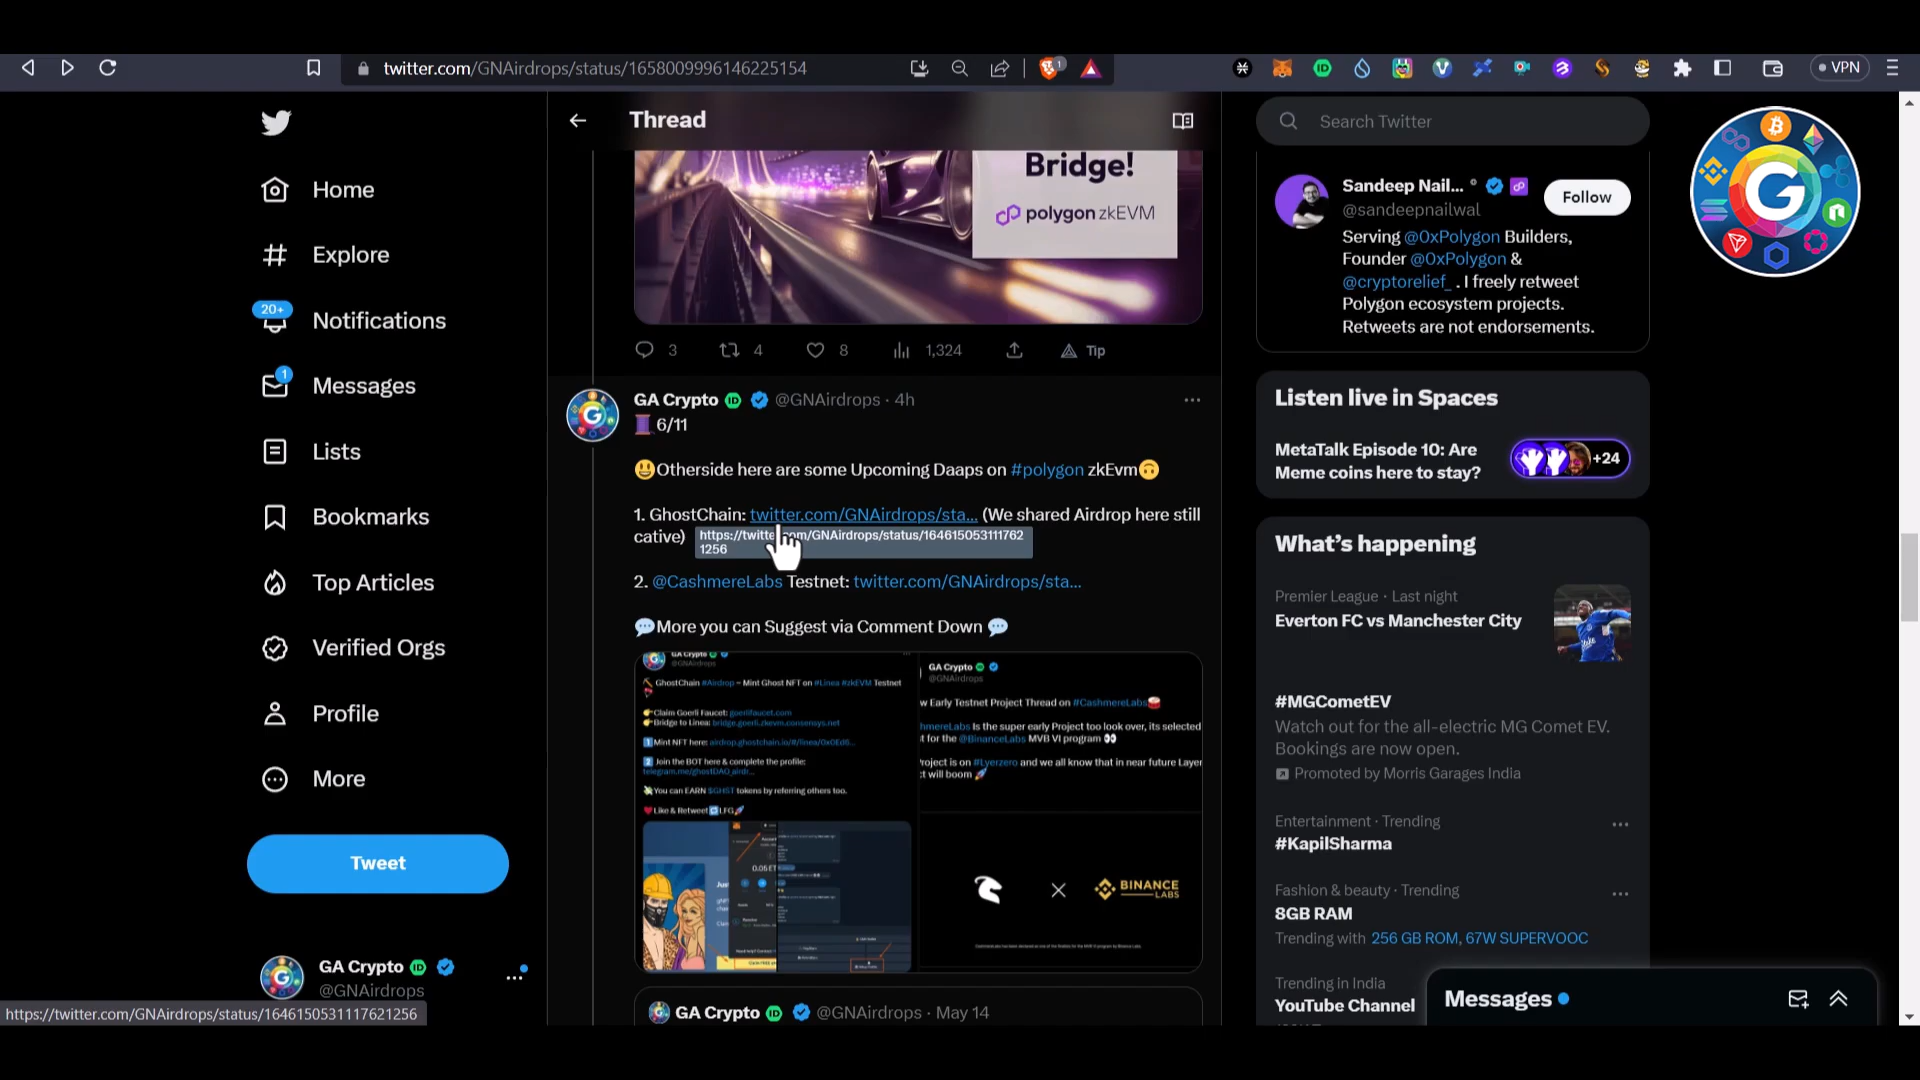 twitter.com/GNAirdrops/status/1658009996146225154
1
VPN
Home
Explore
20+
Notifications
1
Messages
Lists
Bookmarks
Top Articles
Verified Orgs
Profile
More
Tweet
GA Crypto
@GNAirdrops
https://twitter.com/GNAirdrops/status/1646150531117621256
Thread
Bridge!
polygon zkEVM
3
4
8
1,324
Tip
GA Crypto @GNAirdrops · 4h
6/11
Otherside here are some Upcoming Daaps on #polygon zkEvm
1. GhostChain: twitter.com/GNAirdrops/sta... (We shared Airdrop here still
cative)
https://twitter.com/GNAirdrops/status/164615053111762
1256
2. @CashmereLabs Testnet: twitter.com/GNAirdrops/sta...
More you can Suggest via Comment Down
GA Crypto
@GNAirdrops
GhostChain #Airdrop – Mint Ghost NFT on #Linea #zkEVM Testnet
Claim Goerli Faucet: goerlifaucet.com
Bridge to Linea: bridge.goerli.zkevm.consensys.net
1 Mint NFT here: airdrop.ghostchain.io/#/linea/0x0Ed6...
2 Join the BOT here & complete the profile:
telegram.me/ghostDAO_airdr...
You can EARN $GHST tokens by referring others too.
Like & Retweet LFG
GA Crypto
@GNAirdrops
w Early Testnet Project Thread on #CashmereLabs
hmereLabs Is the super early Project too look over, its selected
t for the @BinanceLabs MVB VI program
roject is on #Lyerzero and we all know that in near future Layer
ct will boom
BINANCE
LABS
GA Crypto @GNAirdrops · May 14
Search Twitter
Sandeep Nail...
@sandeepnailwal
Follow
Serving @0xPolygon Builders,
Founder @0xPolygon &
@cryptorelief_ . I freely retweet
Polygon ecosystem projects.
Retweets are not endorsements.
Listen live in Spaces
MetaTalk Episode 10: Are
Meme coins here to stay?
+24
What's happening
Premier League · Last night
Everton FC vs Manchester City
#MGCometEV
Watch out for the all-electric MG Comet EV.
Bookings are now open.
Promoted by Morris Garages India
Entertainment · Trending
#KapilSharma
Fashion & beauty · Trending
8GB RAM
Trending with 256 GB ROM, 67W SUPERVOOC
Trending in India
YouTube Channel
Messages